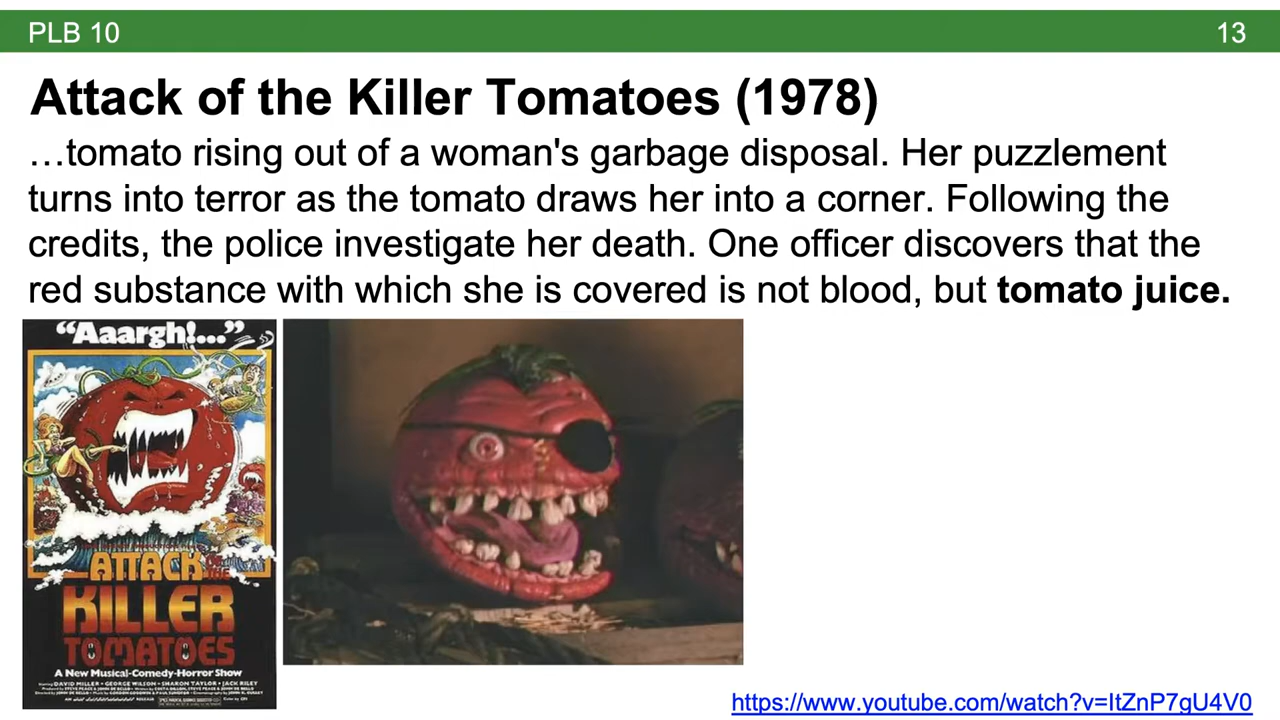 PLB 10
13
Attack of the Killer Tomatoes (1978)
…tomato rising out of a woman's garbage disposal. Her puzzlement
turns into terror as the tomato draws her into a corner. Following the
credits, the police investigate her death. One officer discovers that the
red substance with which she is covered is not blood, but tomato juice.
“Aaargh!...”
ATTACK OF THE
KILLER
TOMATOES
A New Musical-Comedy-Horror Show
DAVID MILLER · GEORGE WILSON · SHARON TAYLOR · JACK RILEY
https://www.youtube.com/watch?v=ItZnP7gU4V0